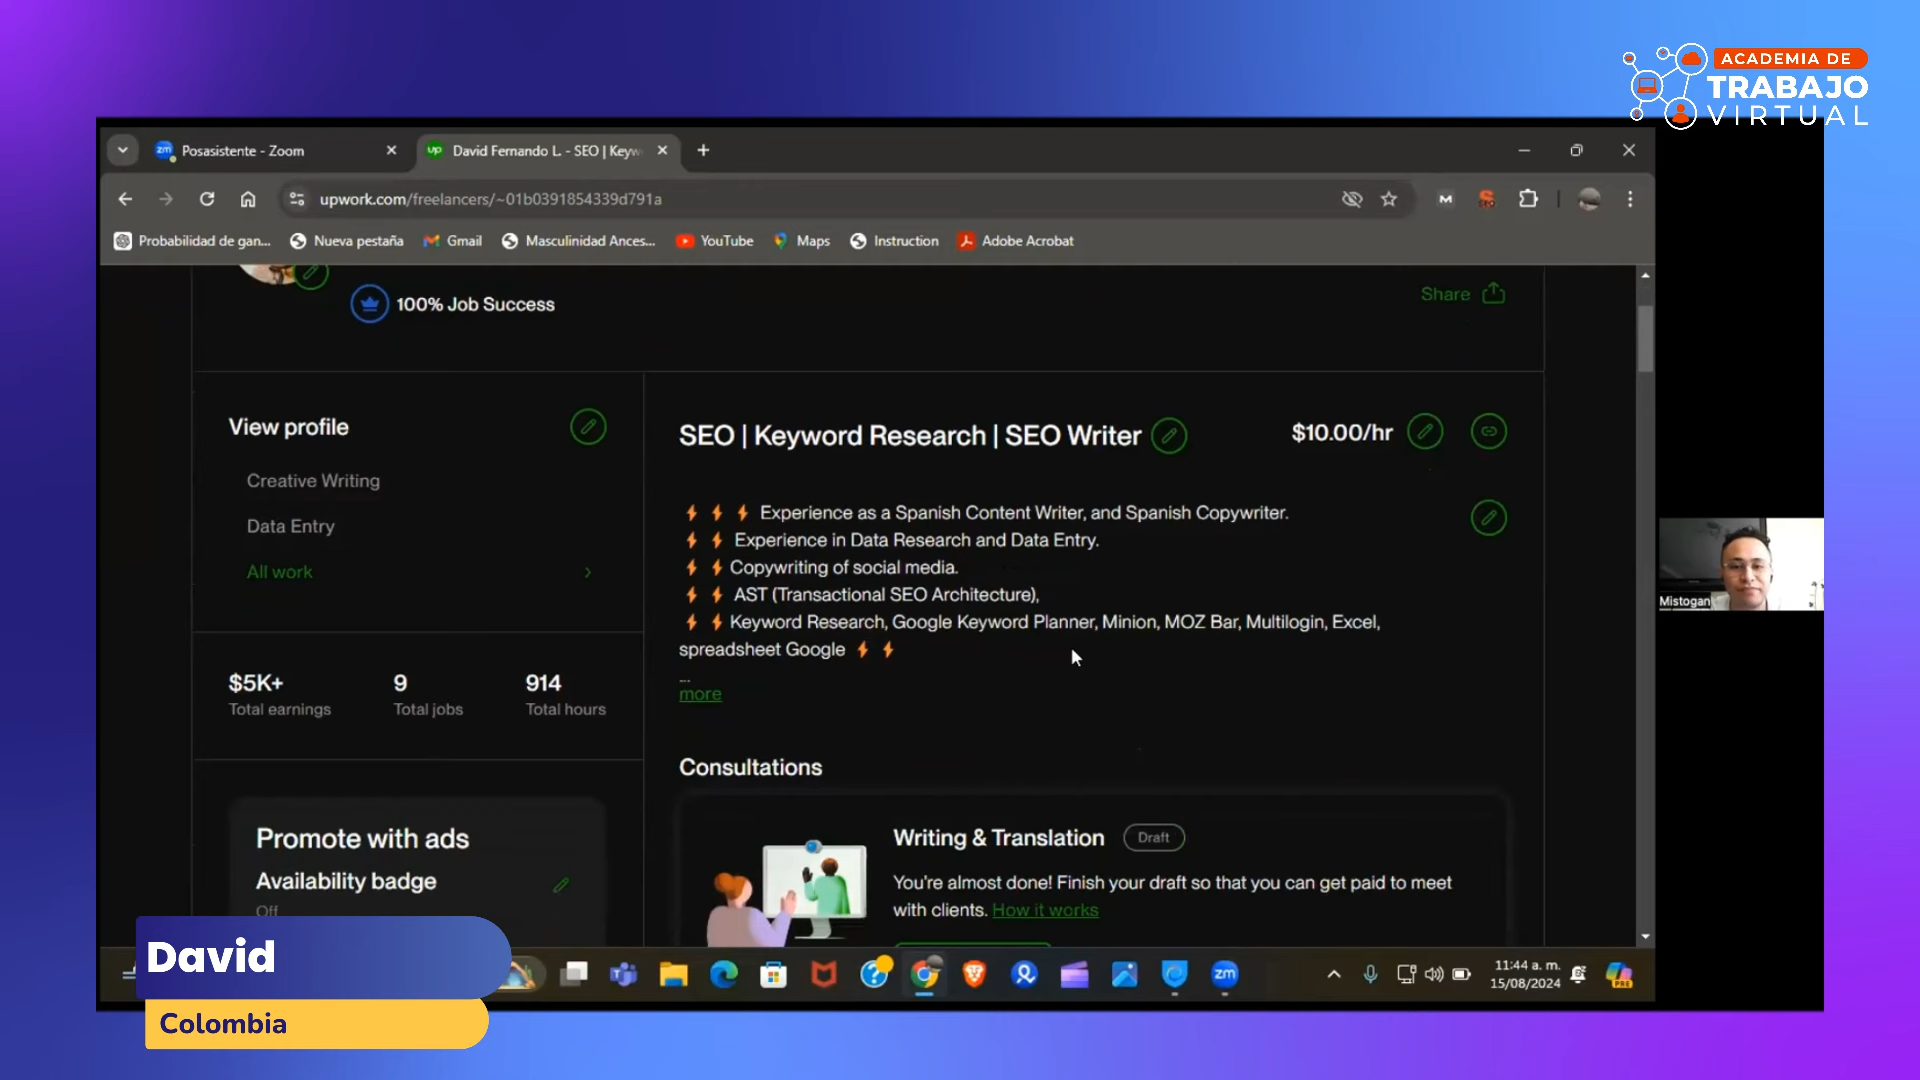 ACADEMIA DE
TRABAJO
VIRTUAL
Posasistente - Zoom
David Fernando L. - SEO | Keyw
upwork.com/freelancers/~01b0391854339d791a
Probabilidad de gan...
Nueva pestaña
Gmail
Masculinidad Ances...
YouTube
Maps
Instruction
Adobe Acrobat
100% Job Success
Share
View profile
Creative Writing
Data Entry
All work
$5K+
Total earnings
9
Total jobs
914
Total hours
Promote with ads
Availability badge
Off
SEO | Keyword Research | SEO Writer
$10.00/hr
Experience as a Spanish Content Writer, and Spanish Copywriter.
Experience in Data Research and Data Entry.
Copywriting of social media.
AST (Transactional SEO Architecture),
Keyword Research, Google Keyword Planner, Minion, MOZ Bar, Multilogin, Excel,
spreadsheet Google
...
more
Consultations
Writing & Translation
Draft
You're almost done! Finish your draft so that you can get paid to meet
with clients. How it works
Mistogan
David
Colombia
zm
11:44 a. m.
15/08/2024